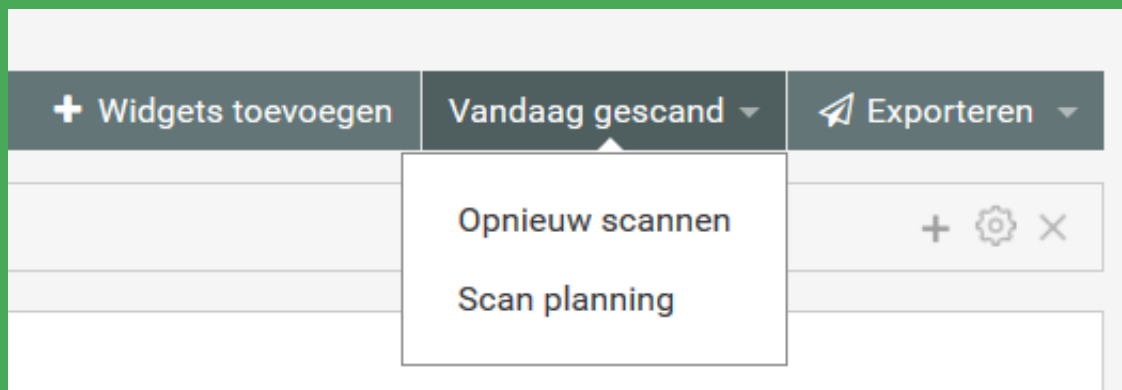 Widgets toevoegen
Vandaag gescand
Exporteren
Opnieuw scannen
Scan planning